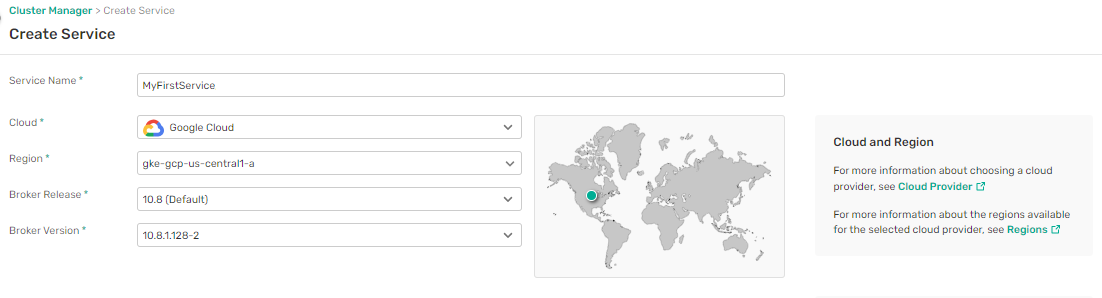 Cluster Manager > Create Service
Create Service
Service Name *
MyFirstService
Cloud *
Google Cloud
Region *
gke-gcp-us-central1-a
Broker Release *
10.8 (Default)
Broker Version *
10.8.1.128-2
Cloud and Region
For more information about choosing a cloud
provider, see Cloud Provider
For more information about the regions available
for the selected cloud provider, see Regions